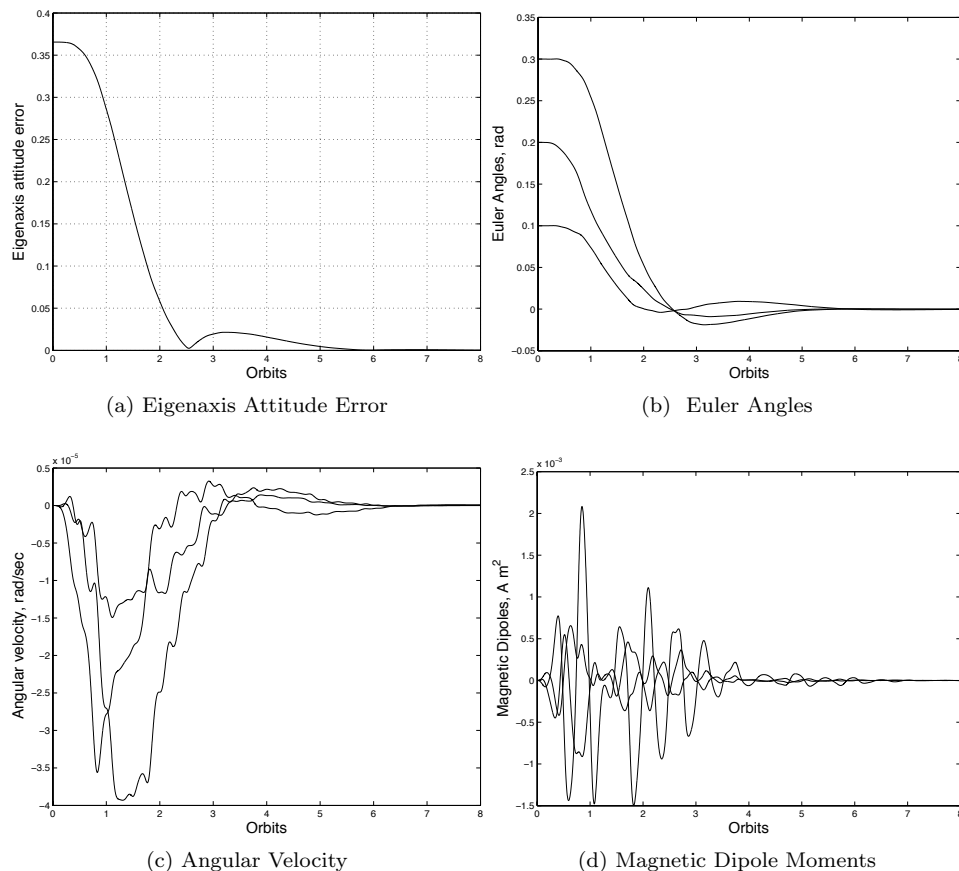 0.4
0.35
0.3
0.25
0.2
0.15
0.1
0.05
0
0 1 2 3 4 5 6 7 8
Eigenaxis attitude error
Orbits
(a) Eigenaxis Attitude Error
0.35
0.3
0.25
0.2
0.15
0.1
0.05
0
−0.05
0 1 2 3 4 5 6 7 8
Euler Angles, rad
Orbits
(b) Euler Angles
x 10⁻⁵
0.5
0
−0.5
−1
−1.5
−2
−2.5
−3
−3.5
−4
0 1 2 3 4 5 6 7 8
Angular velocity, rad/sec
Orbits
(c) Angular Velocity
x 10⁻³
2.5
2
1.5
1
0.5
0
−0.5
−1
−1.5
0 1 2 3 4 5 6 7 8
Magnetic Dipoles, A m²
Orbits
(d) Magnetic Dipole Moments